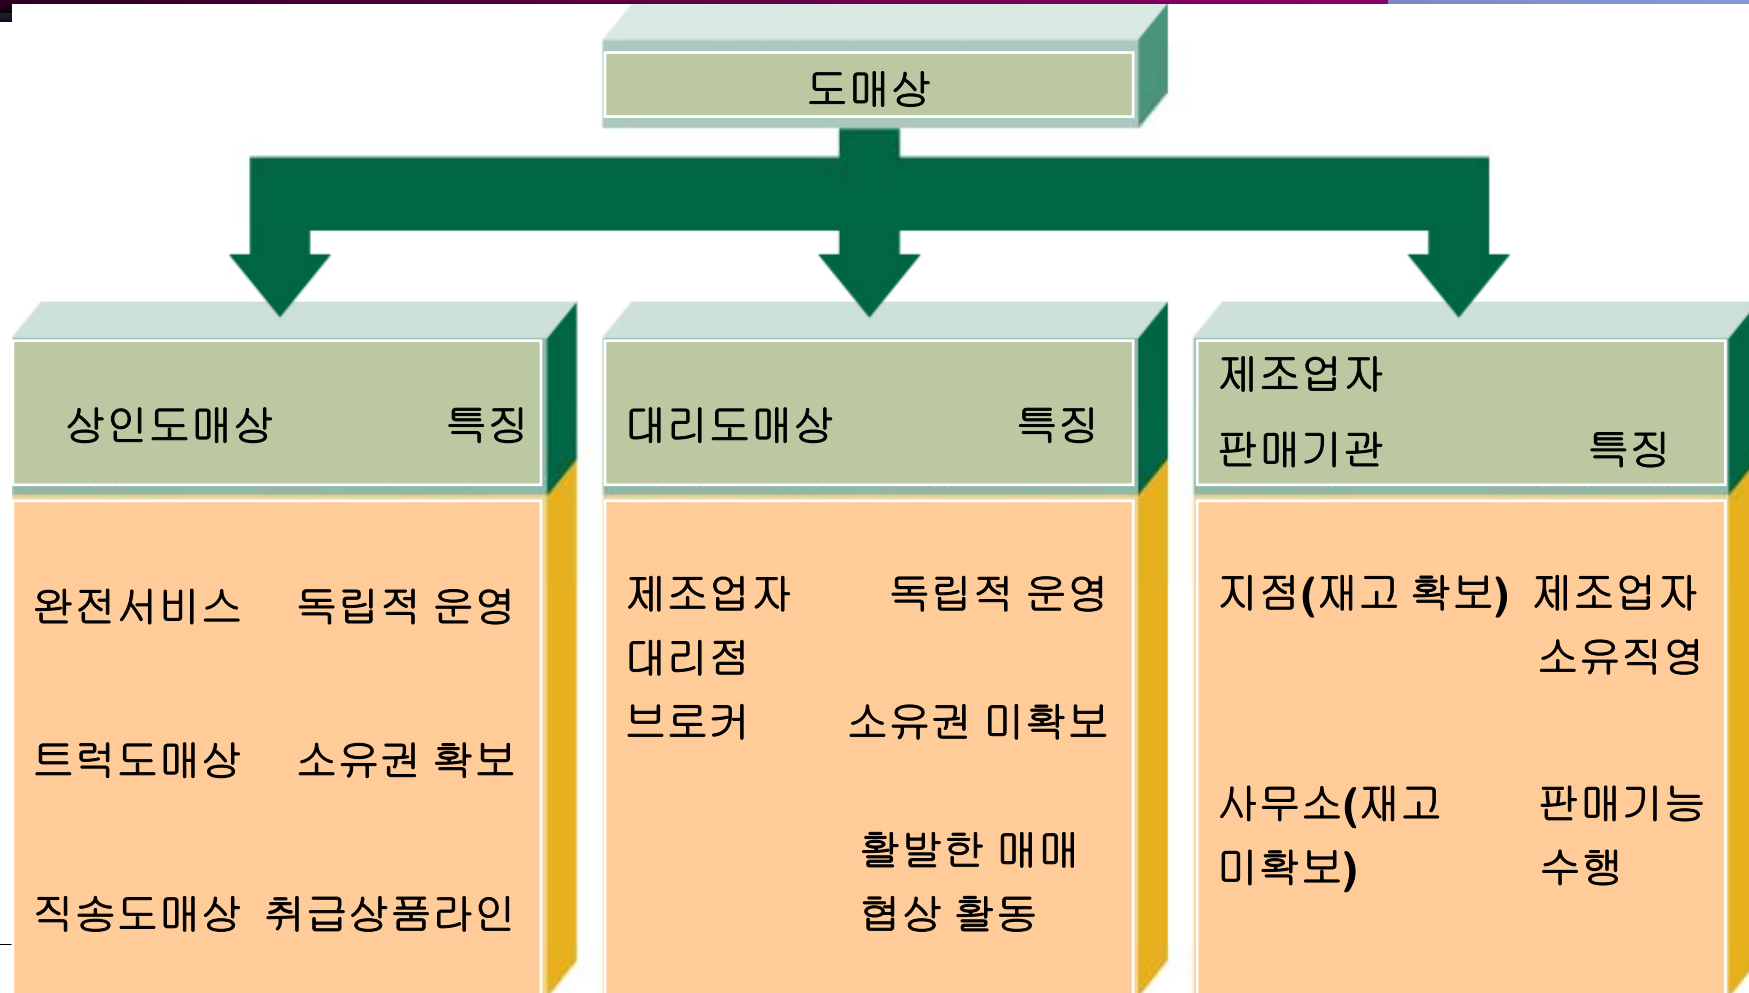 도매상
상인도매상 특징
완전서비스 독립적 운영
트럭도매상 소유권 확보
직송도매상 취급상품라인
대리도매상 특징
제조업자 독립적 운영
대리점
브로커 소유권 미확보
활발한 매매
협상 활동
제조업자
판매기관 특징
지점(재고 확보) 제조업자
소유직영
사무소(재고 판매기능
미확보) 수행